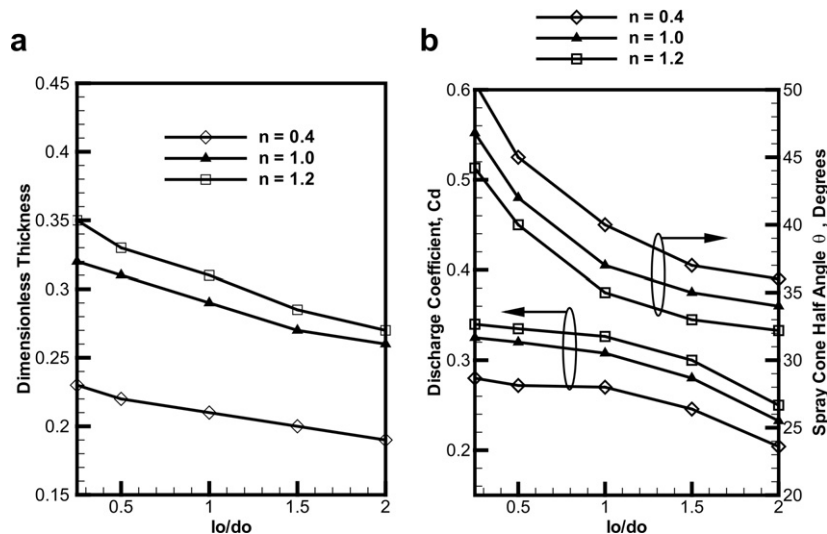 a
0.45
0.4
0.35
0.3
0.25
0.2
0.15
Dimensionless Thickness
n = 0.4
n = 1.0
n = 1.2
0.5
1
1.5
2
lo/do
b
n = 0.4
n = 1.0
n = 1.2
0.6
0.5
0.4
0.3
0.2
Discharge Coefficient, Cd
50
45
40
35
30
25
20
Spray Cone Half Angle θ , Degrees
0.5
1
1.5
2
lo/do